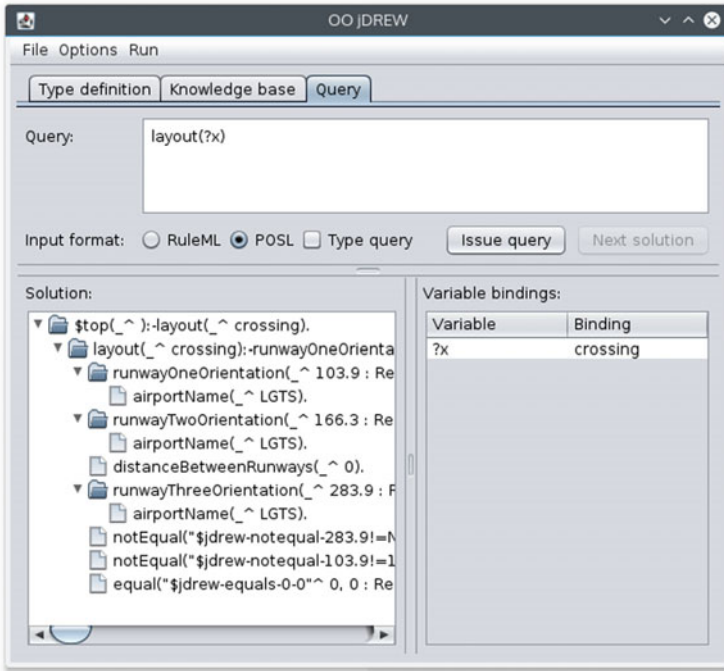 OO jDREW
File Options Run
Type definition Knowledge base Query
Query: layout(?x)
Input format: RuleML POSL Type query Issue query Next solution
Solution:
$top(_^ ):-layout(_^ crossing).
layout(_^ crossing):-runwayOneOrienta
runwayOneOrientation(_^ 103.9 : Re
airportName(_^ LGTS).
runwayTwoOrientation(_^ 166.3 : Re
airportName(_^ LGTS).
distanceBetweenRunways(_^ 0).
runwayThreeOrientation(_^ 283.9 : F
airportName(_^ LGTS).
notEqual("$jdrew-notequal-283.9!=N
notEqual("$jdrew-notequal-103.9!=1
equal("$jdrew-equals-0-0"^ 0, 0 : Re
Variable bindings:
Variable Binding
?x crossing